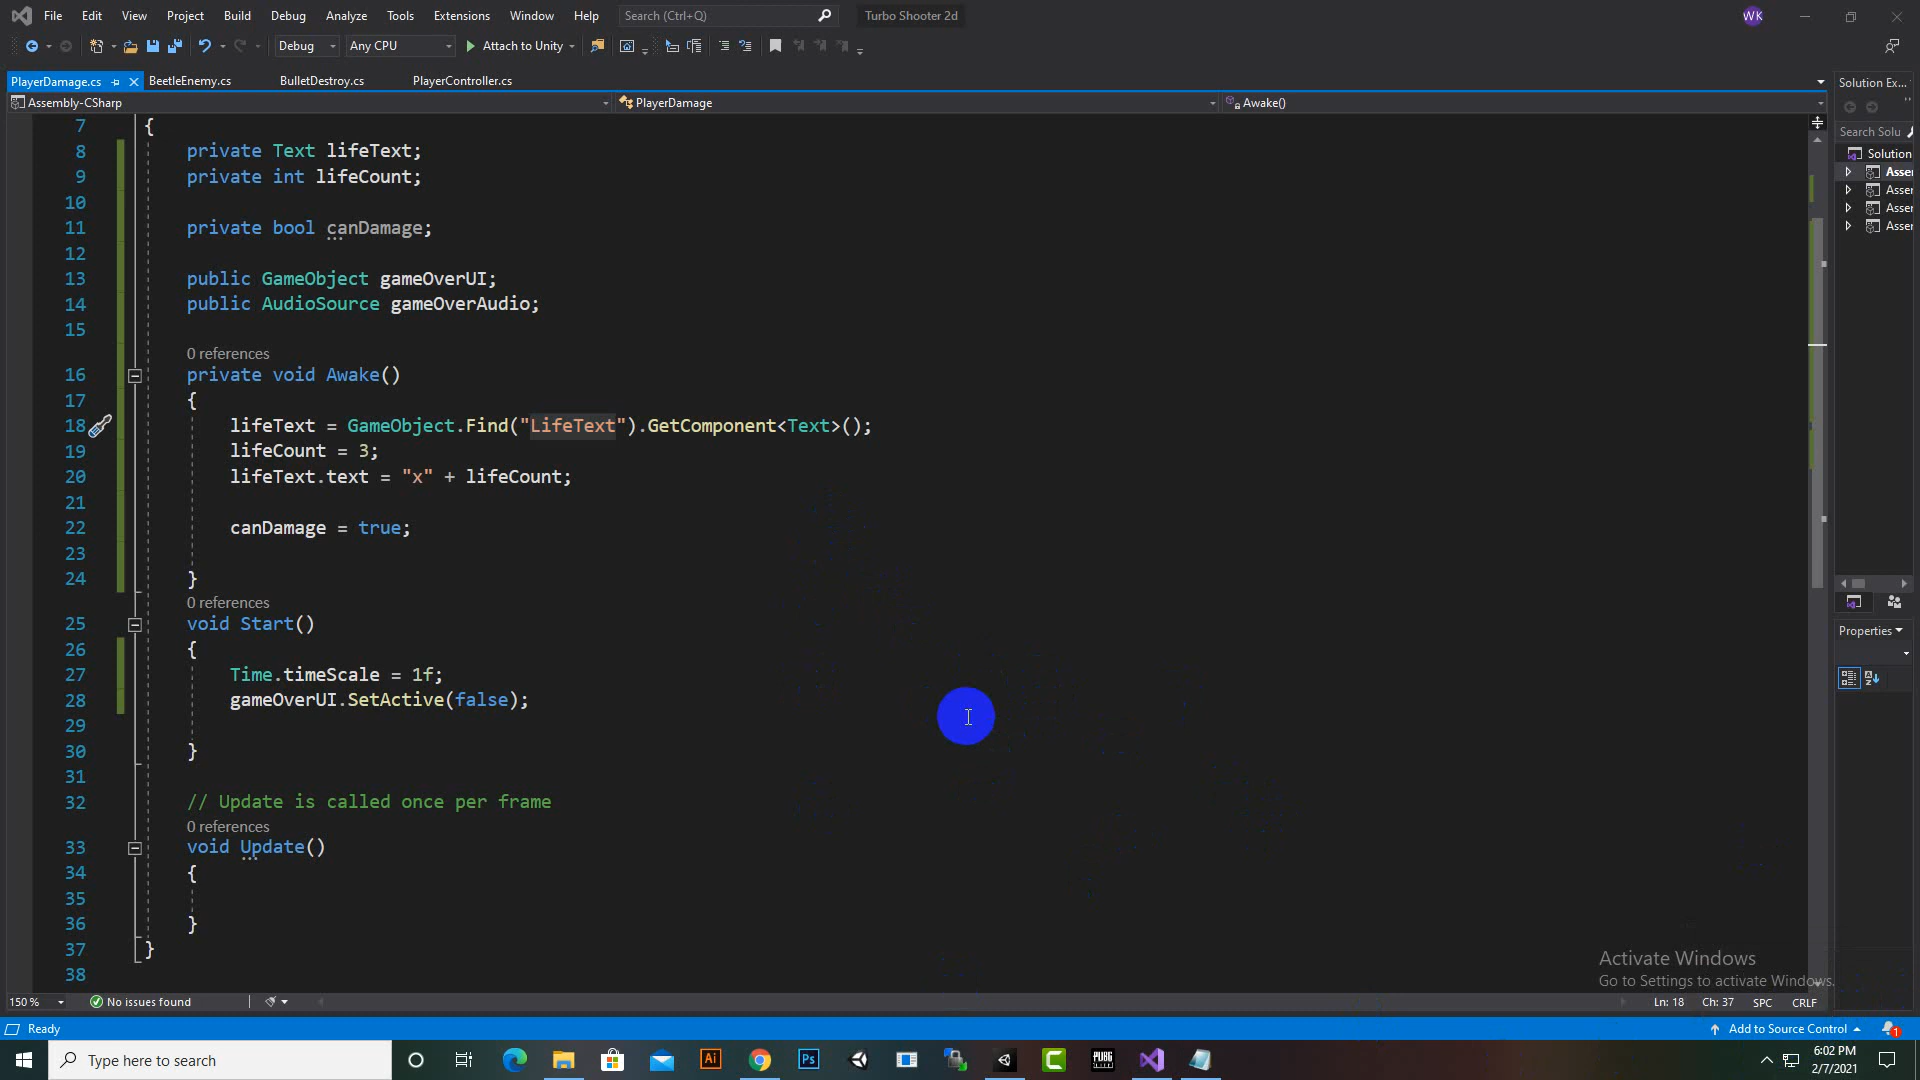 File Edit View Project Build Debug Analyze Tools Extensions Window Help Search (Ctrl+Q) Turbo Shooter 2d WK
Debug Any CPU Attach to Unity
PlayerDamage.cs BeetleEnemy.cs BulletDestroy.cs PlayerController.cs Solution Ex...
Assembly-CSharp PlayerDamage Awake()
Search Solu
Solution
Asse
Asse
Asse
Asse
Properties
7 {
8 private Text lifeText;
9 private int lifeCount;
10
11 private bool canDamage;
12
13 public GameObject gameOverUI;
14 public AudioSource gameOverAudio;
15
0 references
16 private void Awake()
17 {
18 lifeText = GameObject.Find("LifeText").GetComponent<Text>();
19 lifeCount = 3;
20 lifeText.text = "x" + lifeCount;
21
22 canDamage = true;
23
24 }
0 references
25 void Start()
26 {
27 Time.timeScale = 1f;
28 gameOverUI.SetActive(false);
29
30 }
31
32 // Update is called once per frame
0 references
33 void Update()
34 {
35
36 }
37 }
38
Activate Windows
Go to Settings to activate Windows.
150 % No issues found Ln: 18 Ch: 37 SPC CRLF
Ready Add to Source Control 1
Type here to search Ai Ps C PUBG 6:02 PM
2/7/2021